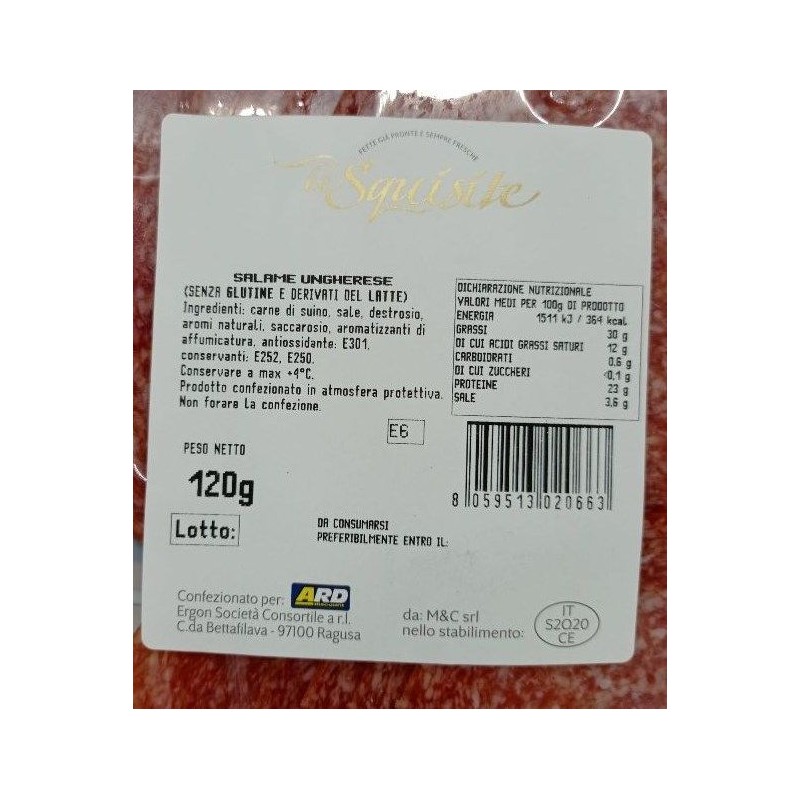 FETTE GIÀ PRONTE E SEMPRE FRESCHE
le Squisite
SALAME UNGHERESE
(SENZA GLUTINE E DERIVATI DEL LATTE)
Ingredienti: carne di suino, sale, destrosio,
aromi naturali, saccarosio, aromatizzanti di
affumicatura, antiossidante: E301,
conservanti: E252, E250.
Conservare a max +4°C.
Prodotto confezionato in atmosfera protettiva.
Non forare la confezione.
E6
PESO NETTO
120g
Lotto:
DA CONSUMARSI
PREFERIBILMENTE ENTRO IL:
DICHIARAZIONE NUTRIZIONALE
VALORI MEDI PER 100g DI PRODOTTO
ENERGIA 1511 kJ / 364 kcal
GRASSI 30 g
DI CUI ACIDI GRASSI SATURI 12 g
CARBOIDRATI 0,6 g
DI CUI ZUCCHERI <0,1 g
PROTEINE 23 g
SALE 3,6 g
8 059513 020663
Confezionato per: ARD
Ergon Società Consortile a r.l.
C.da Bettafilava - 97100 Ragusa
da: M&C srl
nello stabilimento:
IT
S2020
CE